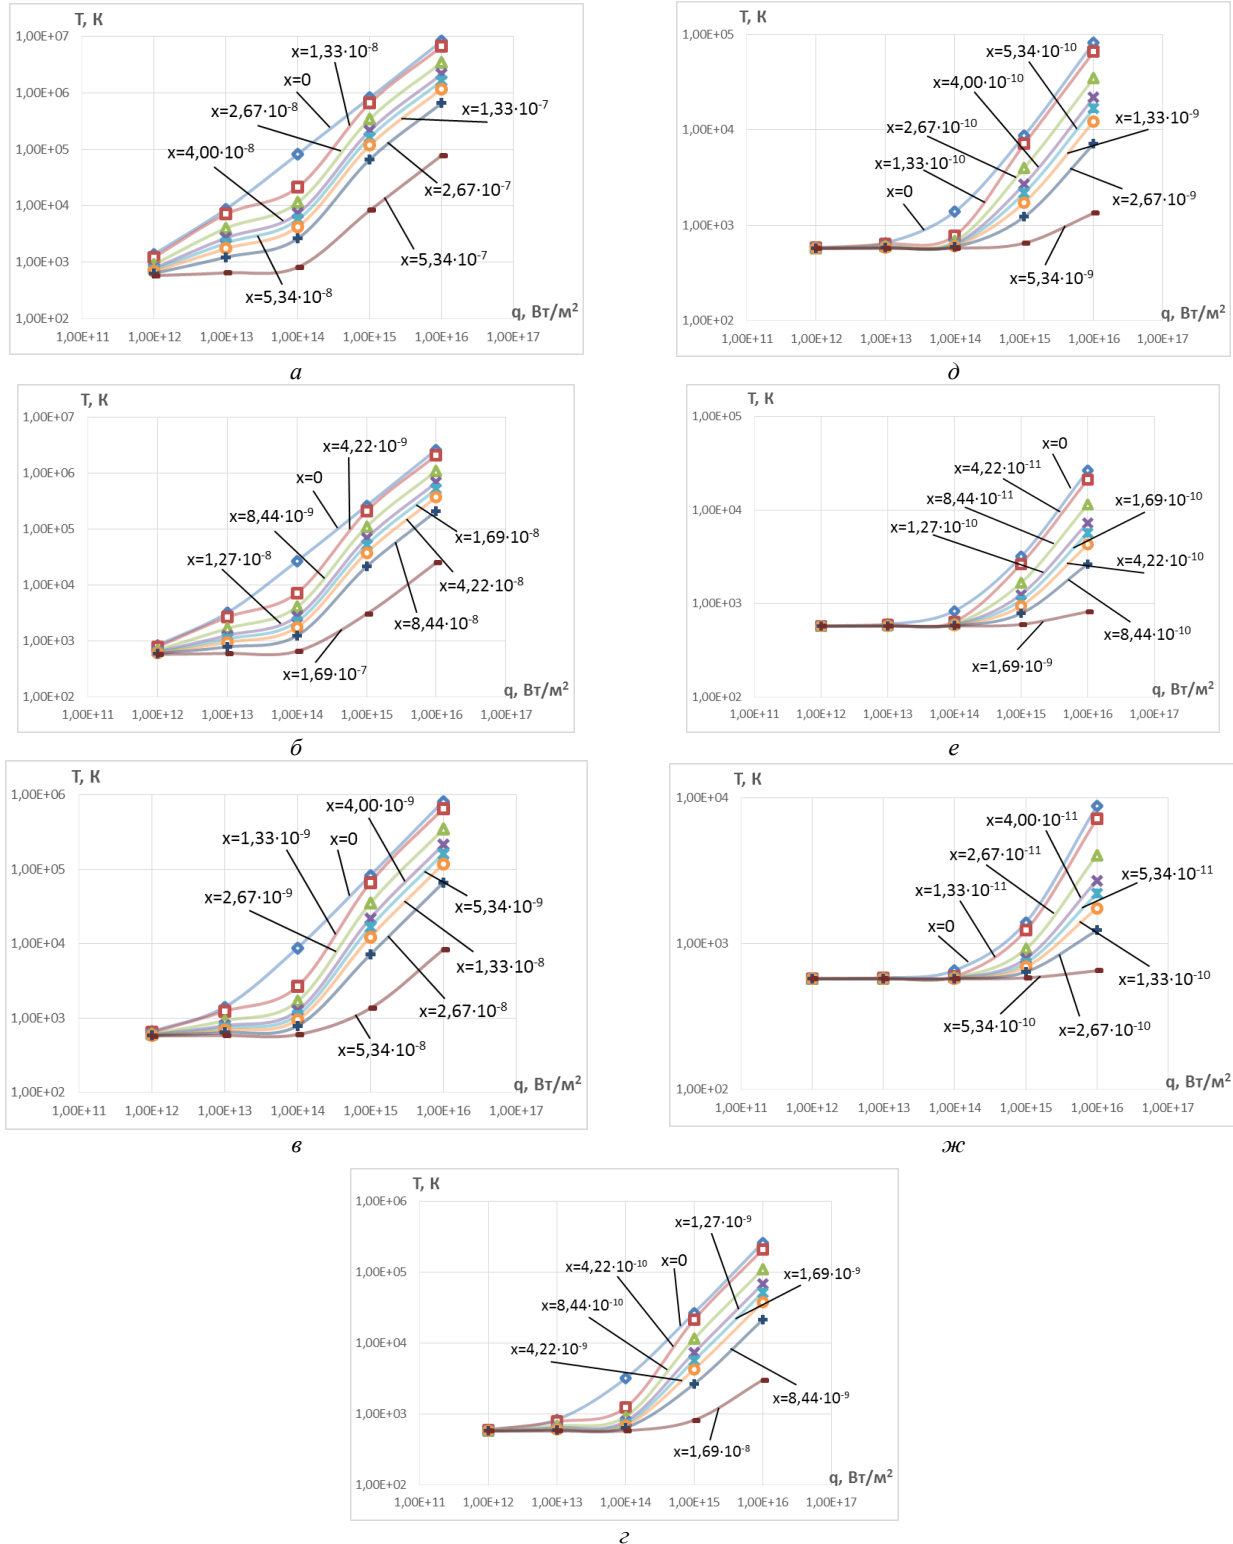 T, К
1,00E+07
1,00E+06
1,00E+05
1,00E+04
1,00E+03
1,00E+02
x=1,33·10⁻⁸
x=0
x=2,67·10⁻⁸
x=1,33·10⁻⁷
x=4,00·10⁻⁸
x=2,67·10⁻⁷
x=5,34·10⁻⁷
x=5,34·10⁻⁸
q, Вт/м²
1,00E+11 1,00E+12 1,00E+13 1,00E+14 1,00E+15 1,00E+16 1,00E+17
а
T, К
1,00E+05
1,00E+04
1,00E+03
1,00E+02
x=5,34·10⁻¹⁰
x=4,00·10⁻¹⁰
x=1,33·10⁻⁹
x=2,67·10⁻¹⁰
x=1,33·10⁻¹⁰
x=0
x=2,67·10⁻⁹
x=5,34·10⁻⁹
q, Вт/м²
1,00E+11 1,00E+12 1,00E+13 1,00E+14 1,00E+15 1,00E+16 1,00E+17
д
T, К
1,00E+07
1,00E+06
1,00E+05
1,00E+04
1,00E+03
1,00E+02
x=4,22·10⁻⁹
x=0
x=8,44·10⁻⁹
x=1,69·10⁻⁸
x=1,27·10⁻⁸
x=4,22·10⁻⁸
x=8,44·10⁻⁸
x=1,69·10⁻⁷
q, Вт/м²
1,00E+11 1,00E+12 1,00E+13 1,00E+14 1,00E+15 1,00E+16 1,00E+17
б
T, К
1,00E+05
1,00E+04
1,00E+03
1,00E+02
x=0
x=4,22·10⁻¹¹
x=8,44·10⁻¹¹
x=1,69·10⁻¹⁰
x=1,27·10⁻¹⁰
x=4,22·10⁻¹⁰
x=8,44·10⁻¹⁰
x=1,69·10⁻⁹
q, Вт/м²
1,00E+11 1,00E+12 1,00E+13 1,00E+14 1,00E+15 1,00E+16 1,00E+17
е
T, К
1,00E+06
1,00E+05
1,00E+04
1,00E+03
1,00E+02
x=4,00·10⁻⁹
x=1,33·10⁻⁹
x=0
x=2,67·10⁻⁹
x=5,34·10⁻⁹
x=1,33·10⁻⁸
x=2,67·10⁻⁸
x=5,34·10⁻⁸
q, Вт/м²
1,00E+11 1,00E+12 1,00E+13 1,00E+14 1,00E+15 1,00E+16 1,00E+17
в
T, К
1,00E+04
1,00E+03
1,00E+02
x=4,00·10⁻¹¹
x=2,67·10⁻¹¹
x=5,34·10⁻¹¹
x=1,33·10⁻¹¹
x=0
x=1,33·10⁻¹⁰
x=5,34·10⁻¹⁰
x=2,67·10⁻¹⁰
q, Вт/м²
1,00E+11 1,00E+12 1,00E+13 1,00E+14 1,00E+15 1,00E+16 1,00E+17
ж
T, К
1,00E+06
1,00E+05
1,00E+04
1,00E+03
1,00E+02
x=1,27·10⁻⁹
x=0
x=4,22·10⁻¹⁰
x=1,69·10⁻⁹
x=8,44·10⁻¹⁰
x=4,22·10⁻⁹
x=8,44·10⁻⁹
x=1,69·10⁻⁸
q, Вт/м²
1,00E+11 1,00E+12 1,00E+13 1,00E+14 1,00E+15 1,00E+16 1,00E+17
г